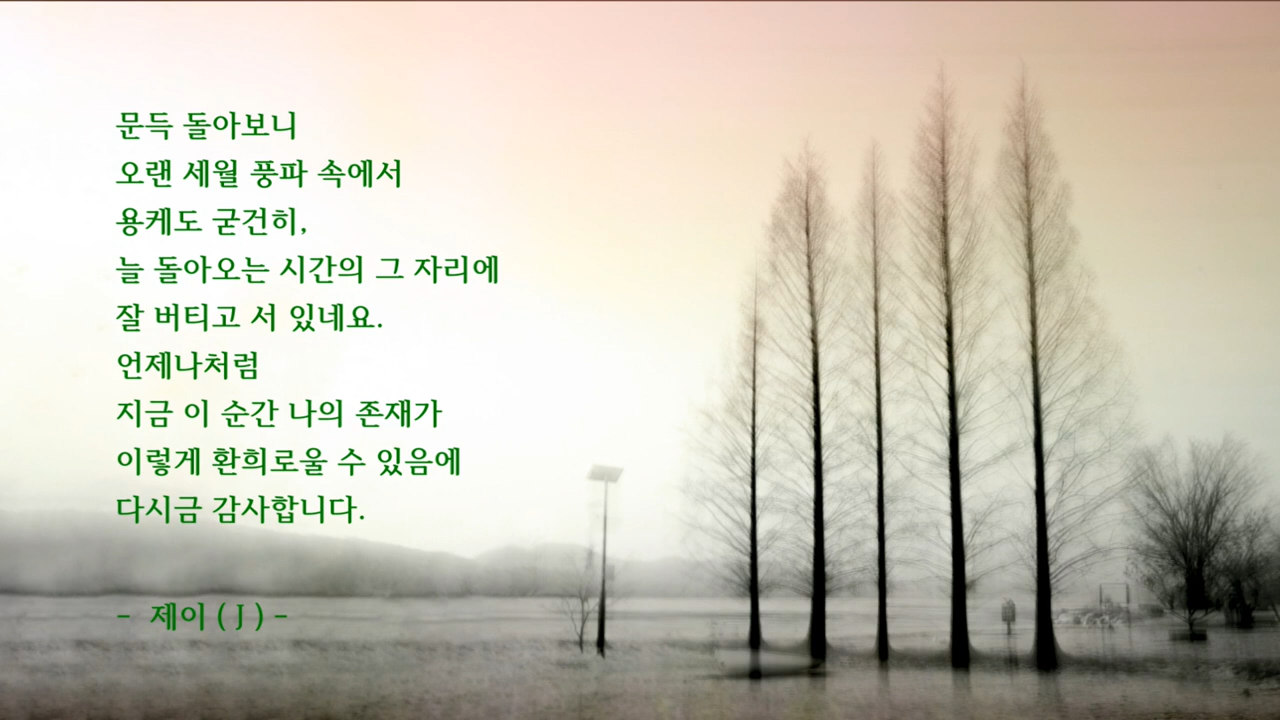 문득 돌아보니
오랜 세월 풍파 속에서
용케도 굳건히,
늘 돌아오는 시간의 그 자리에
잘 버티고 서 있네요.
언제나처럼
지금 이 순간 나의 존재가
이렇게 환희로울 수 있음에
다시금 감사합니다.
- 제이 ( J ) -